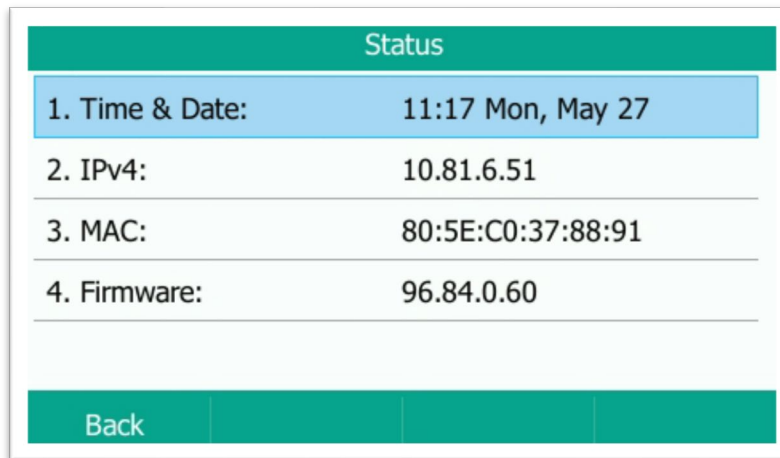 Status
1. Time & Date: 11:17 Mon, May 27
2. IPv4: 10.81.6.51
3. MAC: 80:5E:C0:37:88:91
4. Firmware: 96.84.0.60
Back